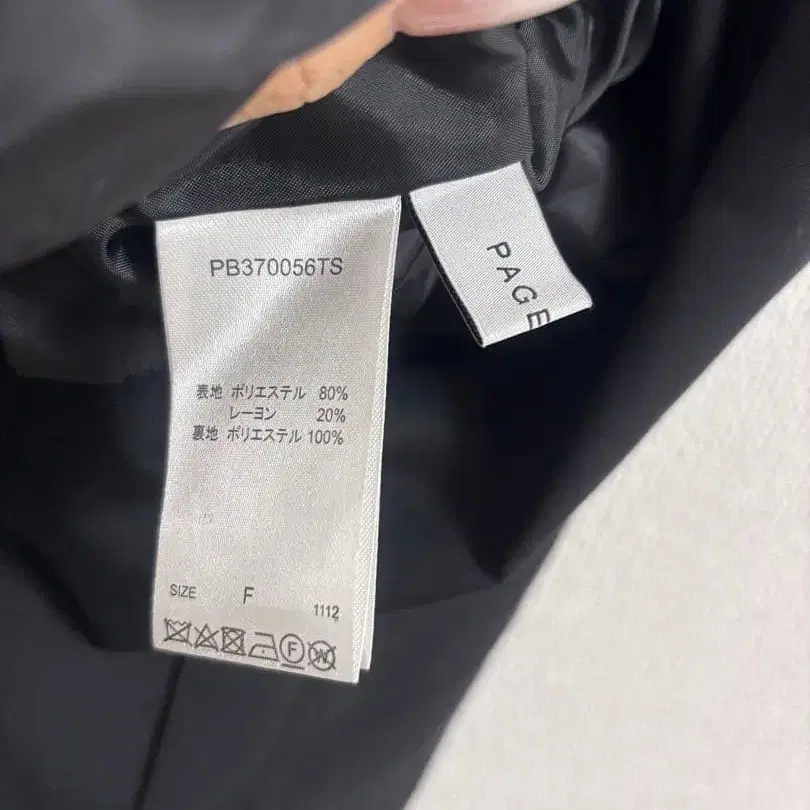 PB370056TS
表地 ポリエステル 80%
レーヨン 20%
裏地 ポリエステル 100%
SIZE F
1112
F
W
PAGE